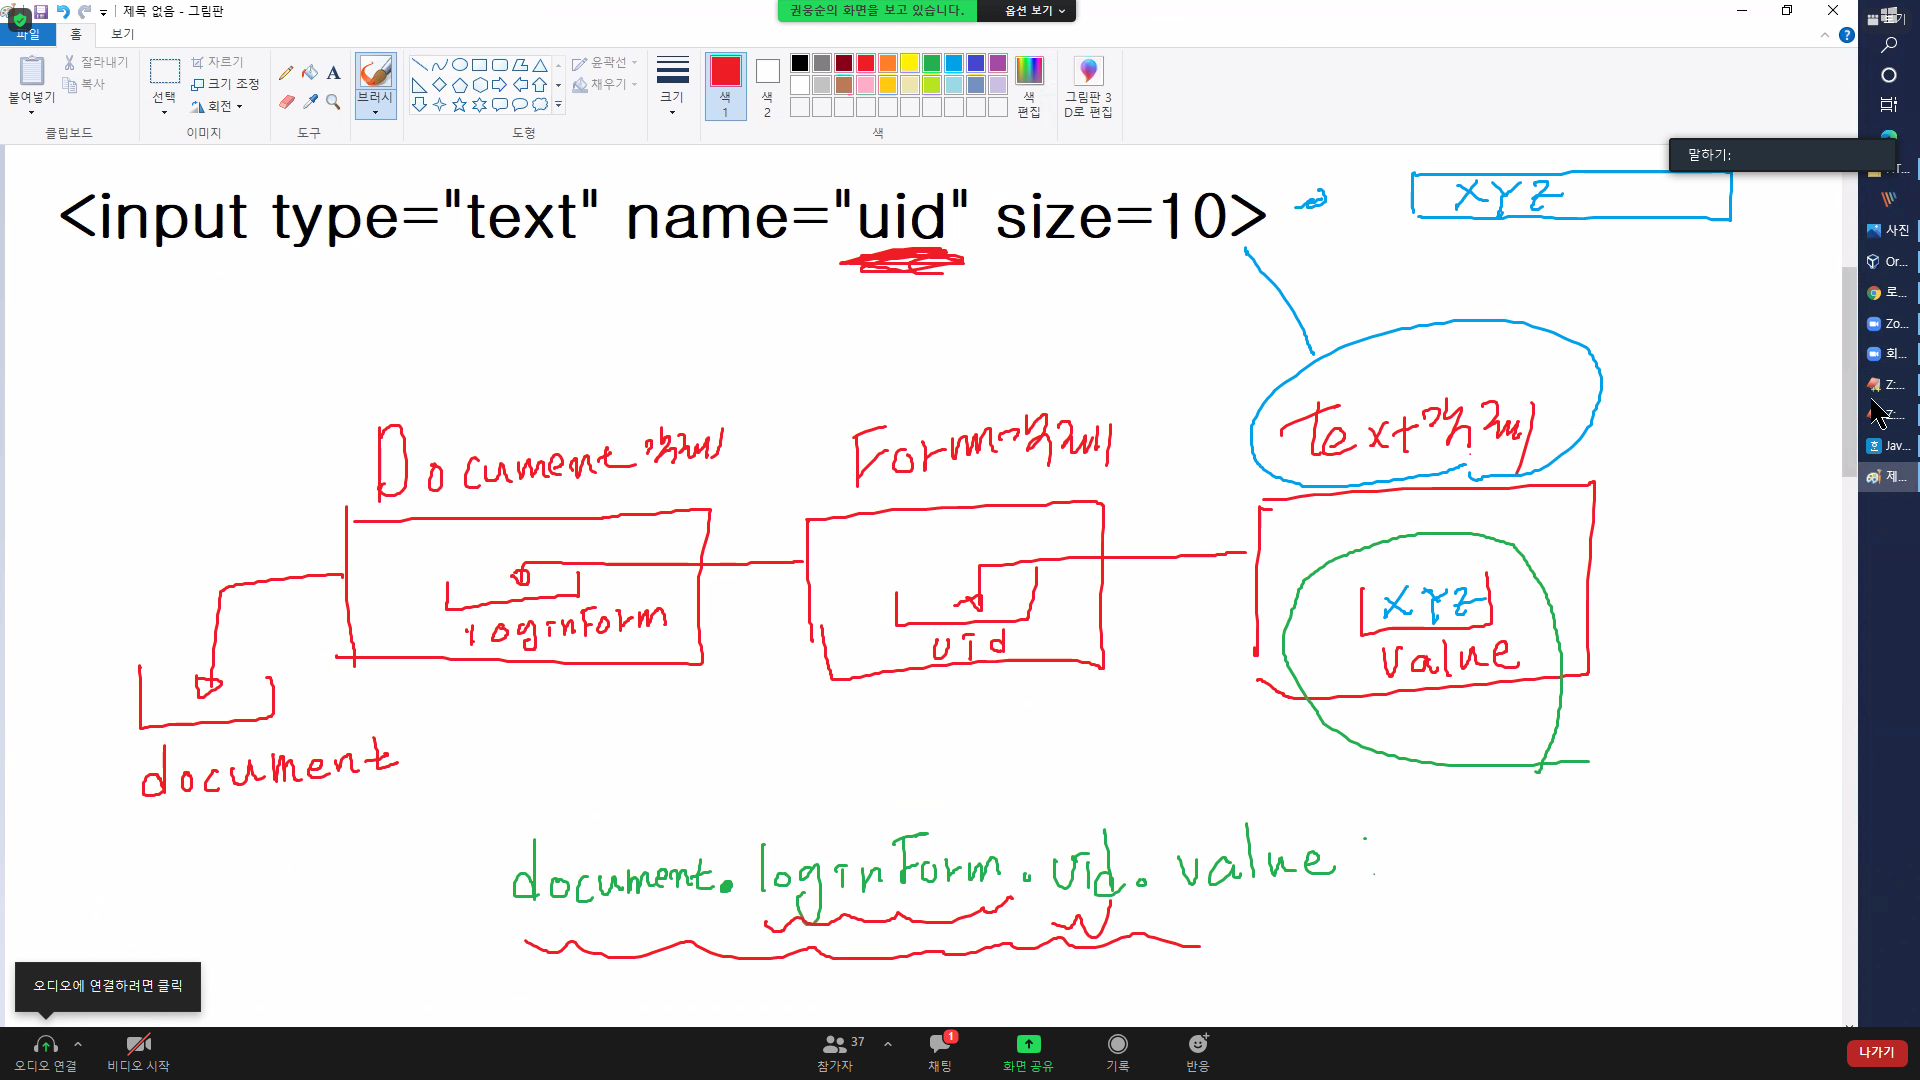 제목 없음 - 그림판
권웅순의 화면을 보고 있습니다.
옵션 보기
파일
홈
보기
붙여넣기
잘라내기
복사
클립보드
선택
자르기
크기 조정
회전
이미지
도구
브러시
윤곽선
채우기
도형
크기
색 1
색 2
색 편집
그림판 3D로 편집
색
말하기:
<input type="text" name="uid" size=10>
XYZ
Document객체
Form객체
Text객체
loginForm
uid
XYZ
value
document
document.loginForm.uid.value
사진
Or...
로...
Zo...
회...
Z:...
Z:...
Jav...
제...
오디오에 연결하려면 클릭
오디오 연결
비디오 시작
37
참가자
1
채팅
화면 공유
기록
반응
나가기